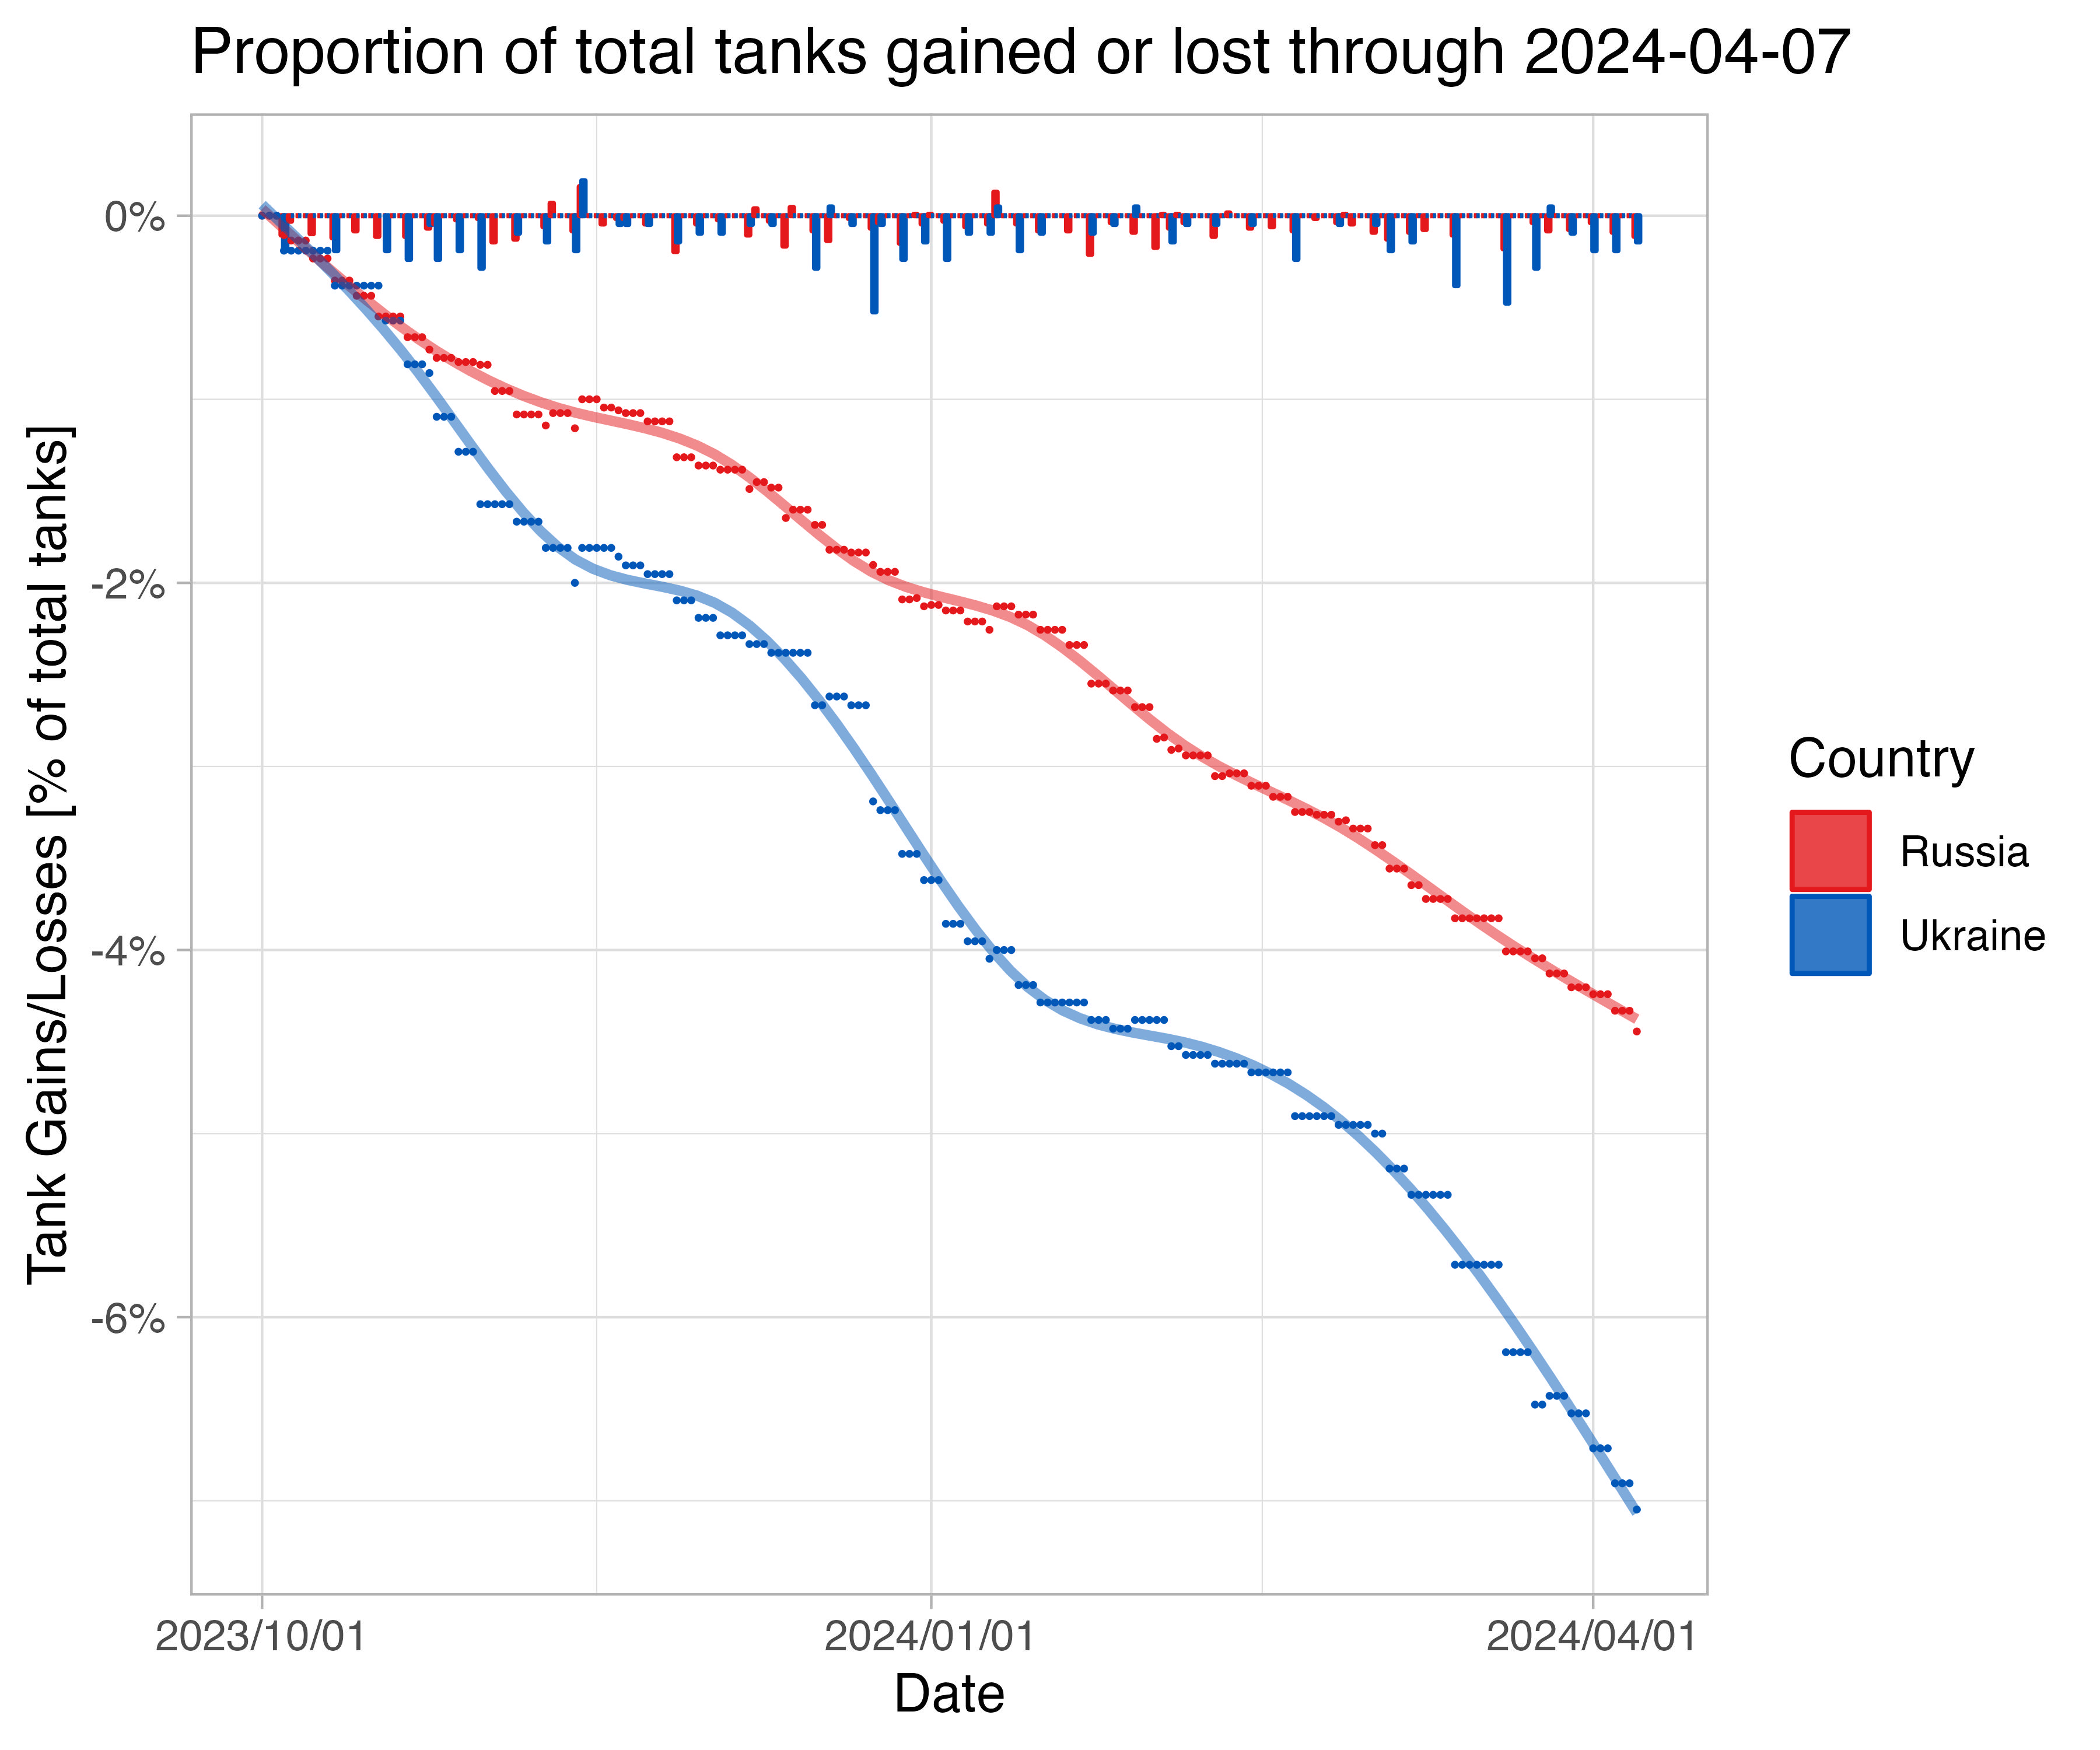 Proportion of total tanks gained or lost through 2024-04-07
Tank Gains/Losses [% of total tanks]
0%
-2%
-4%
-6%
2023/10/01
2024/01/01
2024/04/01
Date
Country
Russia
Ukraine